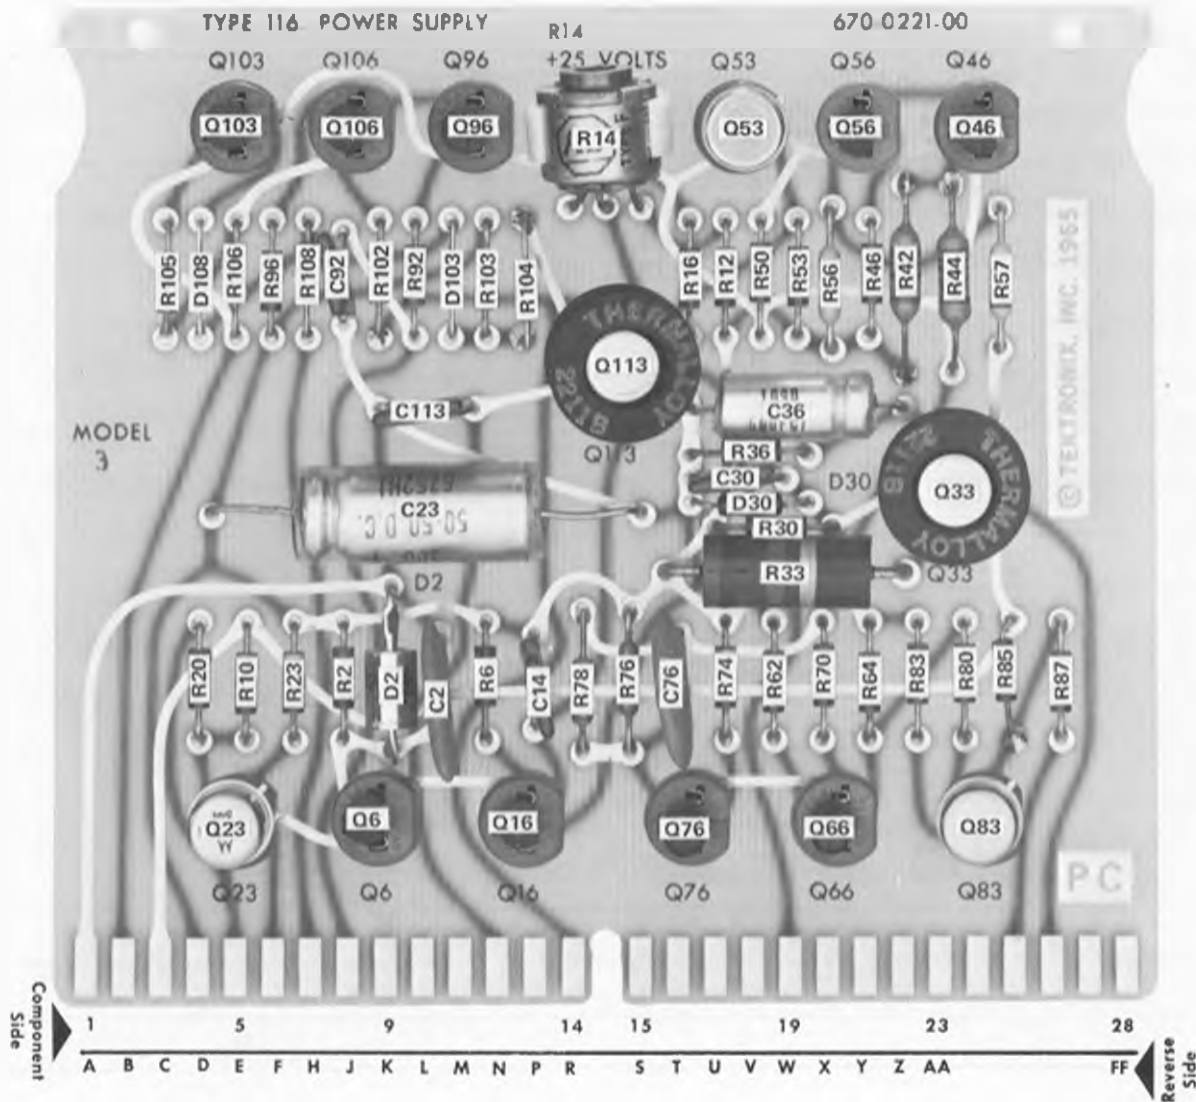 TYPE 116 POWER SUPPLY
670-0221-00
R14
+25 VOLTS
Q103 Q106 Q96 Q53 Q56 Q46
Q103 Q106 Q96 R14 TYPE F Q53 Q56 Q46
R105 D108 R106 R96 R108 C92 R102 R92 D103 R103 R104 R16 R12 R50 R53 R56 R46 R42 R44 R57
© TEKTRONIX, INC. 1965
THERMALLOY
2211B
Q113
C36
C113
MODEL
3
Q113
R36
C30
D30
D30
R30
THERMALLOY
2211B
Q33
C23
50-50 D.C.
R33
Q33
D2
R20 R10 R23 R2 D2 C2 R6 C14 R78 R76 C76 R74 R62 R70 R64 R83 R80 R85 R87
Q23 Q6 Q16 Q76 Q66 Q83
Q23 Q6 Q16 Q76 Q66 Q83
PC
Component
Side
1 5 9 14 15 19 23 28
A B C D E F H J K L M N P R S T U V W X Y Z AA FF
Reverse
Side